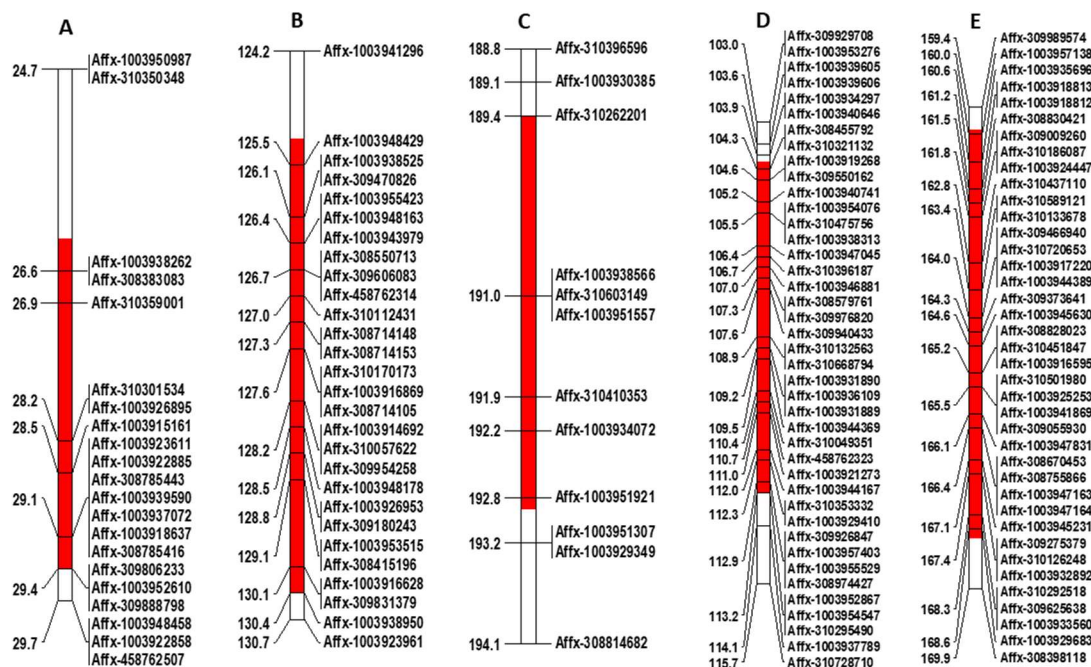 A
24.7
26.6
26.9
28.2
28.5
29.1
29.4
29.7
Affx-1003950987
Affx-310350348
Affx-1003938262
Affx-308383083
Affx-310359001
Affx-310301534
Affx-1003926895
Affx-1003915161
Affx-1003923611
Affx-1003922885
Affx-308785443
Affx-1003939590
Affx-1003937072
Affx-1003918637
Affx-308785416
Affx-309806233
Affx-1003952610
Affx-309888798
Affx-1003948458
Affx-1003922858
Affx-458762507
B
124.2
125.5
126.1
126.4
126.7
127.0
127.3
127.6
128.2
128.5
128.8
129.1
130.1
130.4
130.7
Affx-1003941296
Affx-1003948429
Affx-1003938525
Affx-309470826
Affx-1003955423
Affx-1003948163
Affx-1003943979
Affx-308550713
Affx-309606083
Affx-458762314
Affx-310112431
Affx-308714148
Affx-308714153
Affx-310170173
Affx-1003916869
Affx-308714105
Affx-1003914692
Affx-310057622
Affx-309954258
Affx-1003948178
Affx-1003926953
Affx-309180243
Affx-1003953515
Affx-308415196
Affx-1003916628
Affx-309831379
Affx-1003938950
Affx-1003923961
C
188.8
189.1
189.4
191.0
191.9
192.2
192.8
193.2
194.1
Affx-310396596
Affx-1003930385
Affx-310262201
Affx-1003938566
Affx-310603149
Affx-1003951557
Affx-310410353
Affx-1003934072
Affx-1003951921
Affx-1003951307
Affx-1003929349
Affx-308814682
D
103.0
103.6
103.9
104.3
104.6
105.2
105.5
106.4
106.7
107.0
107.3
107.6
108.9
109.2
109.5
110.4
110.7
111.0
112.0
112.3
112.9
113.2
114.1
115.7
Affx-309929708
Affx-1003953276
Affx-1003939605
Affx-1003939606
Affx-1003934297
Affx-1003940646
Affx-308455792
Affx-310321132
Affx-1003919268
Affx-309550162
Affx-1003940741
Affx-1003954076
Affx-310475756
Affx-1003938313
Affx-1003947045
Affx-310396187
Affx-1003946881
Affx-308579761
Affx-309976820
Affx-309940433
Affx-310132563
Affx-310668794
Affx-1003931890
Affx-1003936109
Affx-1003931889
Affx-1003944369
Affx-310049351
Affx-458762323
Affx-1003921273
Affx-1003944167
Affx-310353332
Affx-1003929410
Affx-309926847
Affx-1003957403
Affx-1003955529
Affx-308974427
Affx-1003952867
Affx-1003954547
Affx-310295490
Affx-1003937789
Affx-310728710
E
159.4
160.0
160.6
161.2
161.5
161.8
162.8
163.4
164.0
164.3
164.6
165.2
165.5
166.1
166.4
167.1
167.4
168.3
168.6
169.9
Affx-309989574
Affx-1003957138
Affx-1003935696
Affx-1003918813
Affx-1003918812
Affx-308830421
Affx-309009260
Affx-310186087
Affx-1003924447
Affx-310437110
Affx-310589121
Affx-310133678
Affx-309466940
Affx-310720653
Affx-1003917220
Affx-1003944389
Affx-309373641
Affx-1003945630
Affx-308828023
Affx-310451847
Affx-1003916595
Affx-310501980
Affx-1003925253
Affx-1003941869
Affx-309055930
Affx-1003947831
Affx-308670453
Affx-308755866
Affx-1003947163
Affx-1003947164
Affx-1003945231
Affx-309275379
Affx-310126248
Affx-1003932892
Affx-310292518
Affx-309625638
Affx-1003933560
Affx-1003929683
Affx-308398118